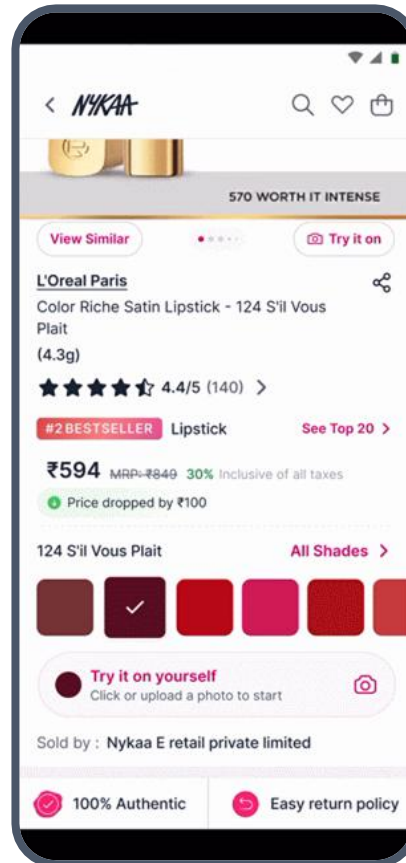 NYKAA
570 WORTH IT INTENSE
View Similar
Try it on
L'Oreal Paris
Color Riche Satin Lipstick - 124 S'il Vous
Plait
(4.3g)
4.4/5 (140)
#2 BESTSELLER Lipstick See Top 20
₹594 MRP: ₹849 30% Inclusive of all taxes
Price dropped by ₹100
124 S'il Vous Plait All Shades
Try it on yourself
Click or upload a photo to start
Sold by : Nykaa E retail private limited
100% Authentic
Easy return policy